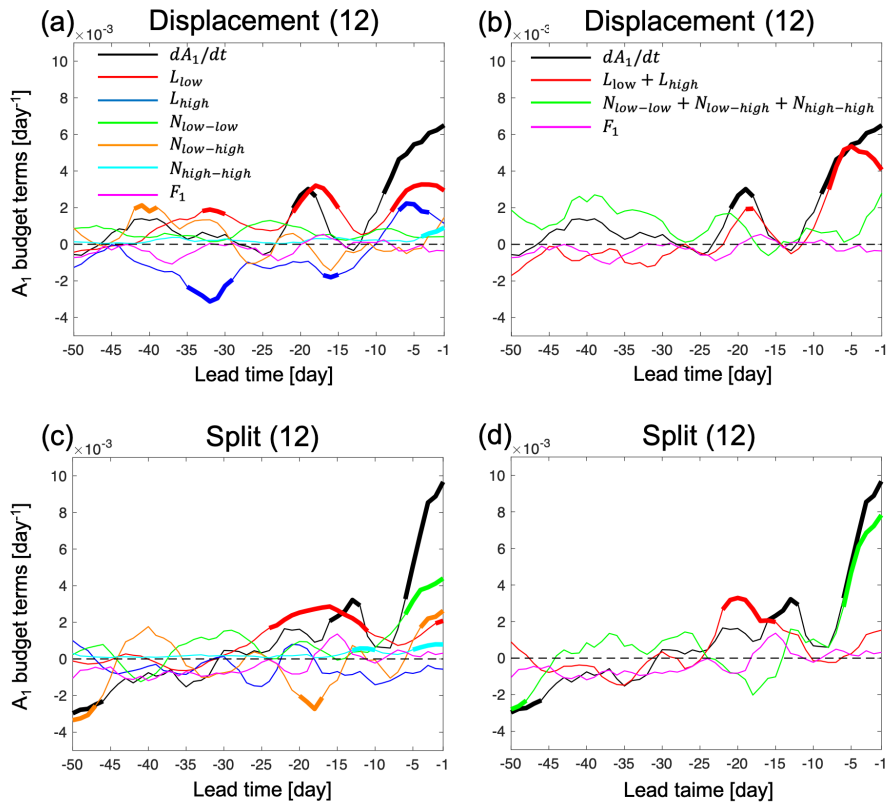 (a) Displacement (12)
×10⁻³
A₁ budget terms [day⁻¹]
10
8
6
4
2
0
-2
-4
dA₁/dt
L_low
L_high
N_low−low
N_low−high
N_high−high
F₁
-50 -45 -40 -35 -30 -25 -20 -15 -10 -5 -1
Lead time [day]
(b) Displacement (12)
×10⁻³
10
8
6
4
2
0
-2
-4
dA₁/dt
L_low + L_high
N_low−low + N_low−high + N_high−high
F₁
-50 -45 -40 -35 -30 -25 -20 -15 -10 -5 -1
Lead time [day]
(c) Split (12)
×10⁻³
A₁ budget terms [day⁻¹]
10
8
6
4
2
0
-2
-4
-50 -45 -40 -35 -30 -25 -20 -15 -10 -5 -1
Lead time [day]
(d) Split (12)
×10⁻³
10
8
6
4
2
0
-2
-4
-50 -45 -40 -35 -30 -25 -20 -15 -10 -5 -1
Lead taime [day]